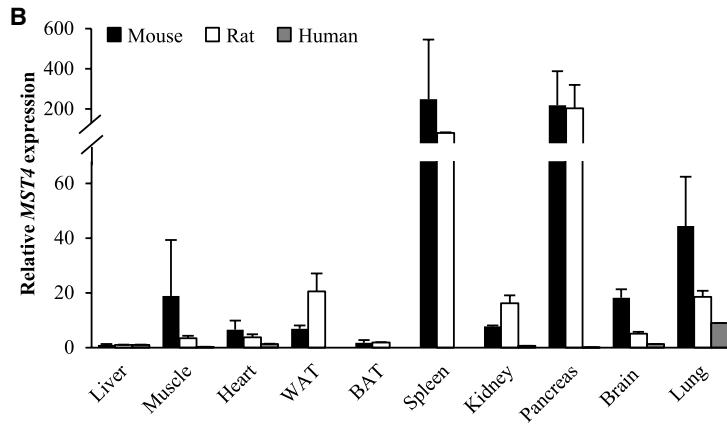 B
Mouse Rat Human
Relative MST4 expression
600
400
200
60
40
20
0
Liver
Muscle
Heart
WAT
BAT
Spleen
Kidney
Pancreas
Brain
Lung